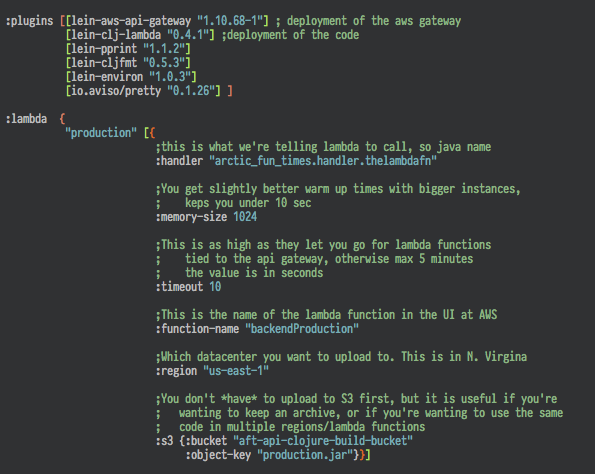 :plugins [[lein-aws-api-gateway "1.10.68-1"] ; deployment of the aws gateway
[lein-clj-lambda "0.4.1"] ;deployment of the code
[lein-pprint "1.1.2"]
[lein-cljfmt "0.5.3"]
[lein-environ "1.0.3"]
[io.aviso/pretty "0.1.26"] ]
:lambda {
"production" [{
;this is what we're telling lambda to call, so java name
:handler "arctic_fun_times.handler.thelambdafn"
;You get slightly better warm up times with bigger instances,
; keps you under 10 sec
:memory-size 1024
;This is as high as they let you go for lambda functions
; tied to the api gateway, otherwise max 5 minutes
; the value is in seconds
:timeout 10
;This is the name of the lambda function in the UI at AWS
:function-name "backendProduction"
;Which datacenter you want to upload to. This is in N. Virgina
:region "us-east-1"
;You don't *have* to upload to S3 first, but it is useful if you're
; wanting to keep an archive, or if you're wanting to use the same
; code in multiple regions/lambda functions
:s3 {:bucket "aft-api-clojure-build-bucket"
:object-key "production.jar"}}]